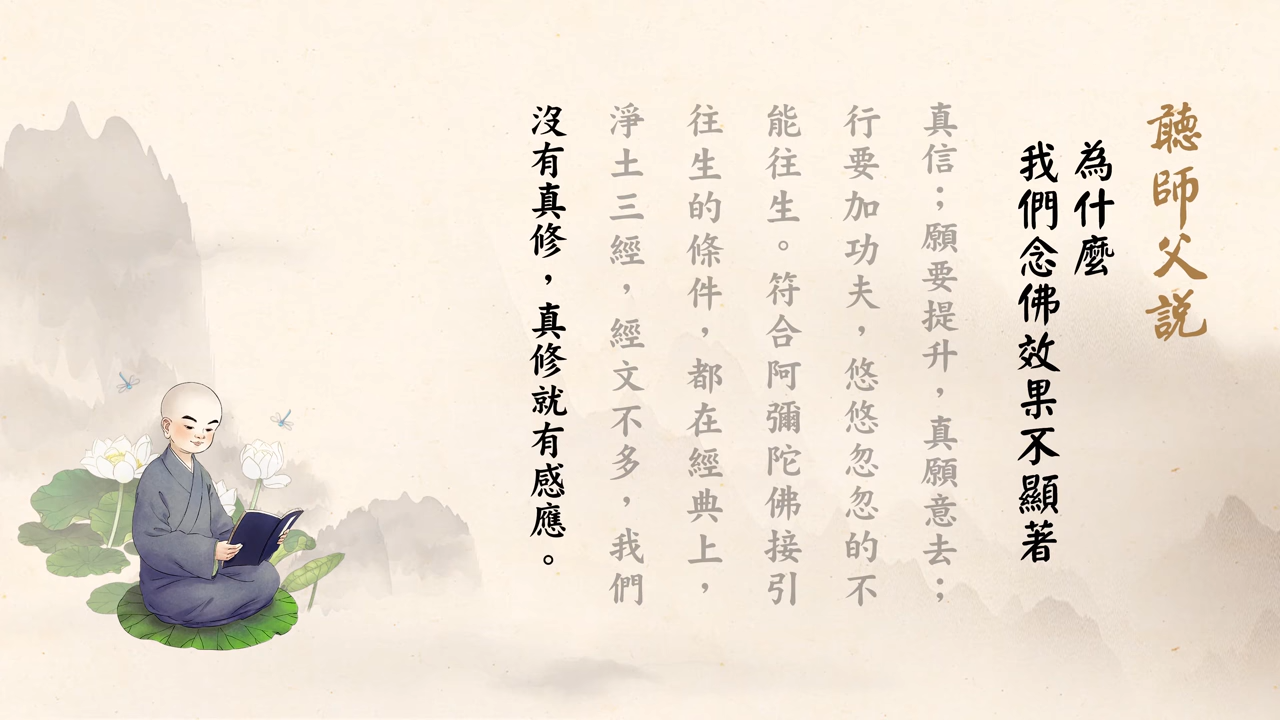 聽師父説
為什麼
我們念佛效果不顯著
真信；願要提升，真願意去；
行要加功夫，悠悠忽忽的不
能往生。符合阿彌陀佛接引
往生的條件，都在經典上，
淨土三經，經文不多，我們
沒有真修，真修就有感應。